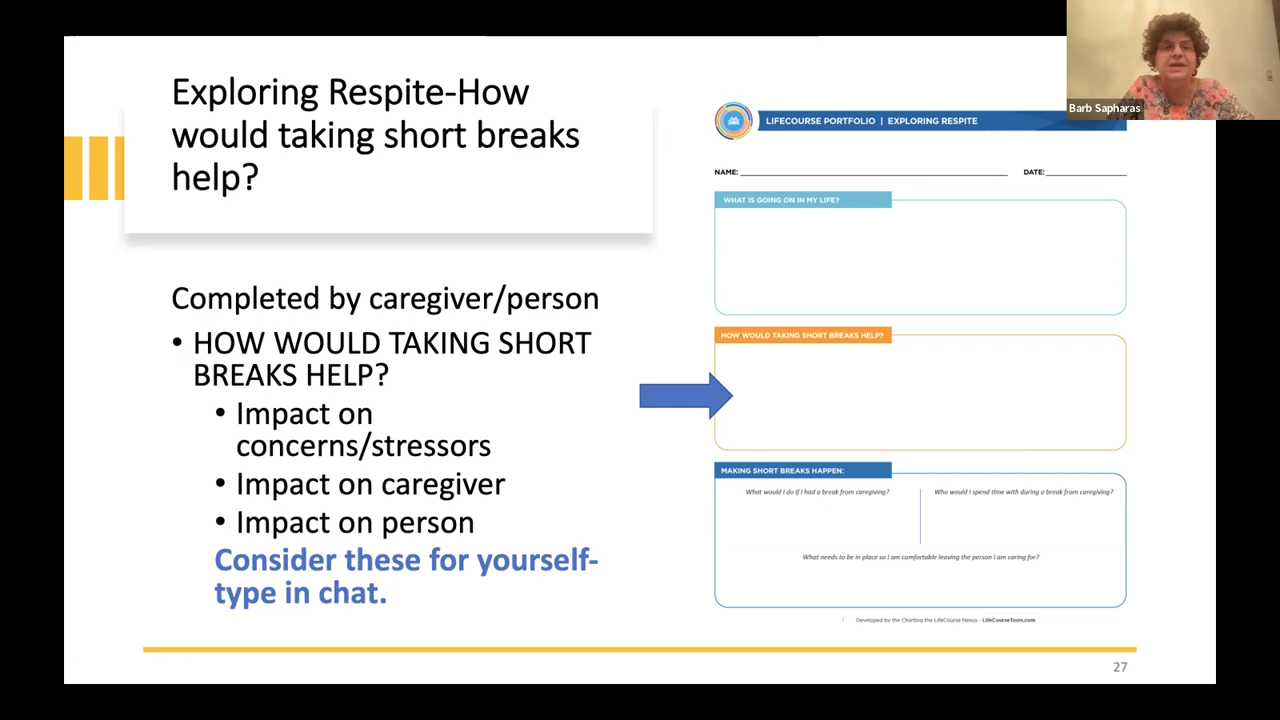 Exploring Respite-How
would taking short breaks
help?
Completed by caregiver/person
• HOW WOULD TAKING SHORT
BREAKS HELP?
• Impact on
concerns/stressors
• Impact on caregiver
• Impact on person
Consider these for yourself-
type in chat.
LIFECOURSE PORTFOLIO | EXPLORING RESPITE
NAME:
DATE:
WHAT IS GOING ON IN MY LIFE?
HOW WOULD TAKING SHORT BREAKS HELP?
MAKING SHORT BREAKS HAPPEN:
What would I do if I had a break from caregiving?
Who would I spend time with during a break from caregiving?
What needs to be in place so I am comfortable leaving the person I am caring for?
Developed by the Charting the LifeCourse Nexus - LifeCourseTools.com
27
Barb Sapharas